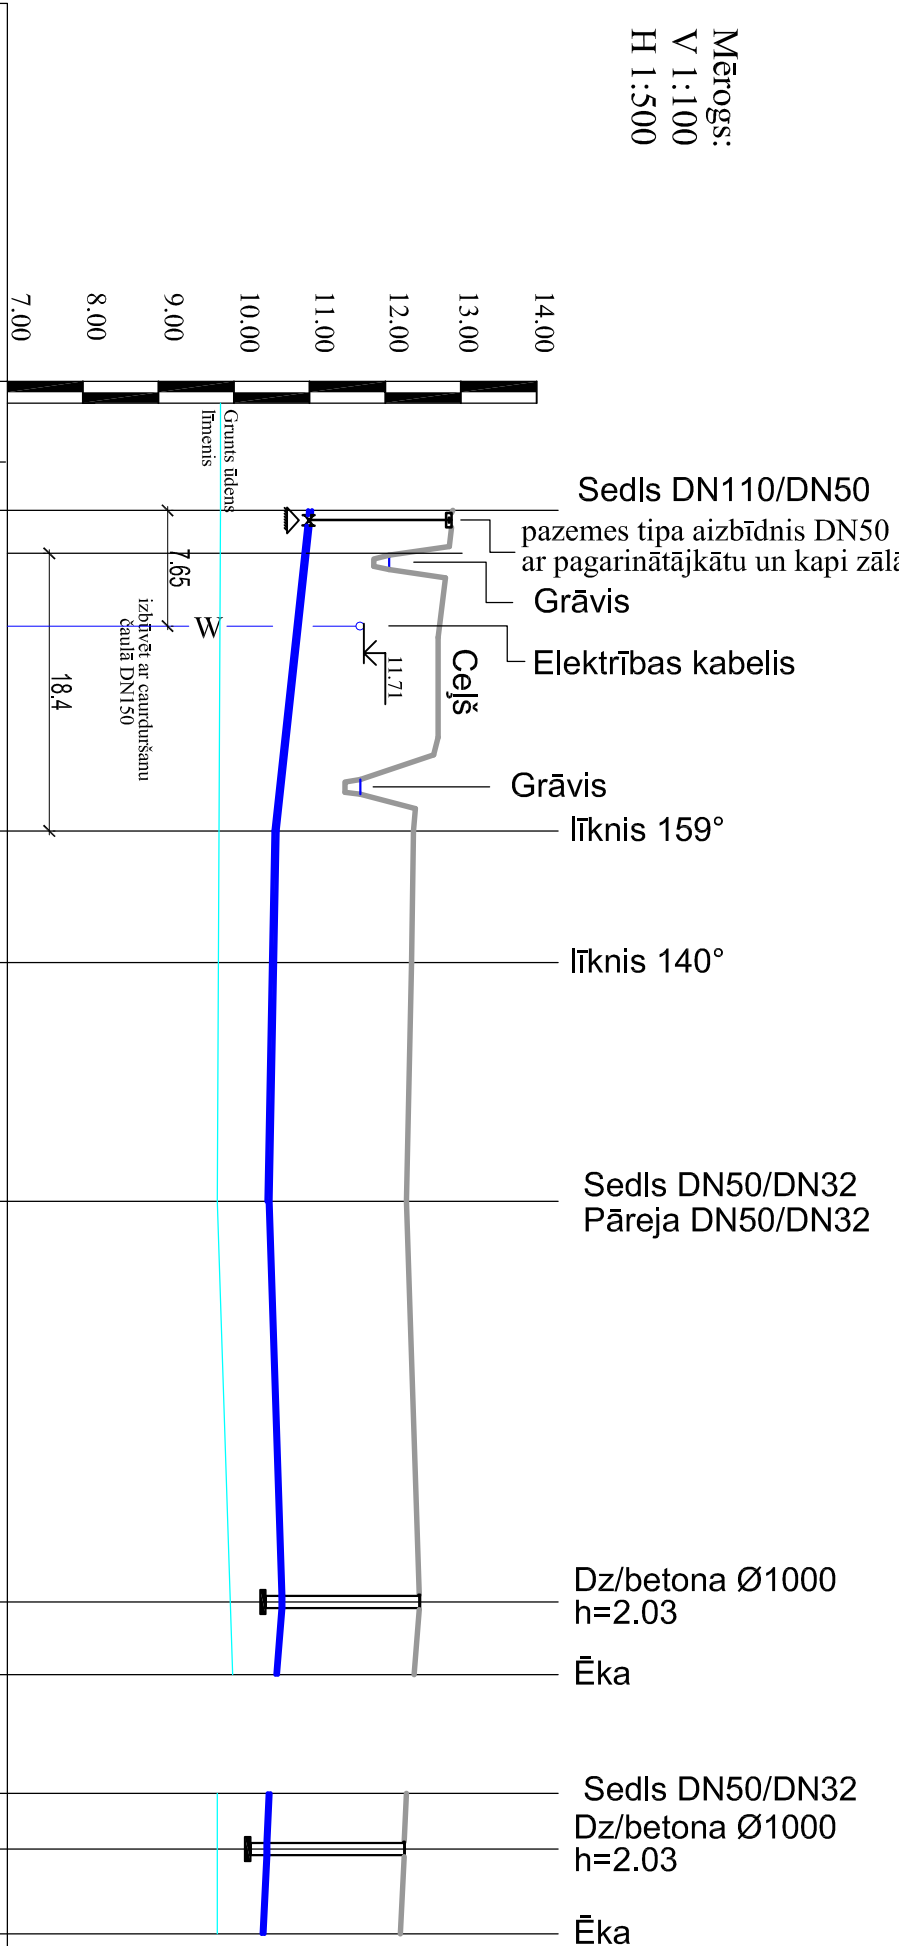 Mērogs:
V 1:100
H 1:500
14.00
13.00
12.00
11.00
10.00
9.00
8.00
7.00
Grunts ūdens
līmenis
Sedls DN110/DN50
pazemes tipa aizbīdnis DN50
ar pagarinātājkātu un kapi zālā
Grāvis
Elektrības kabelis
7.65
W
11.71
Ceļš
18.4
izbūvēt ar caurduršanu
čaulā DN150
Grāvis
līknis 159°
līknis 140°
Sedls DN50/DN32
Pāreja DN50/DN32
Dz/betona Ø1000
h=2.03
Ēka
Sedls DN50/DN32
Dz/betona Ø1000
h=2.03
Ēka